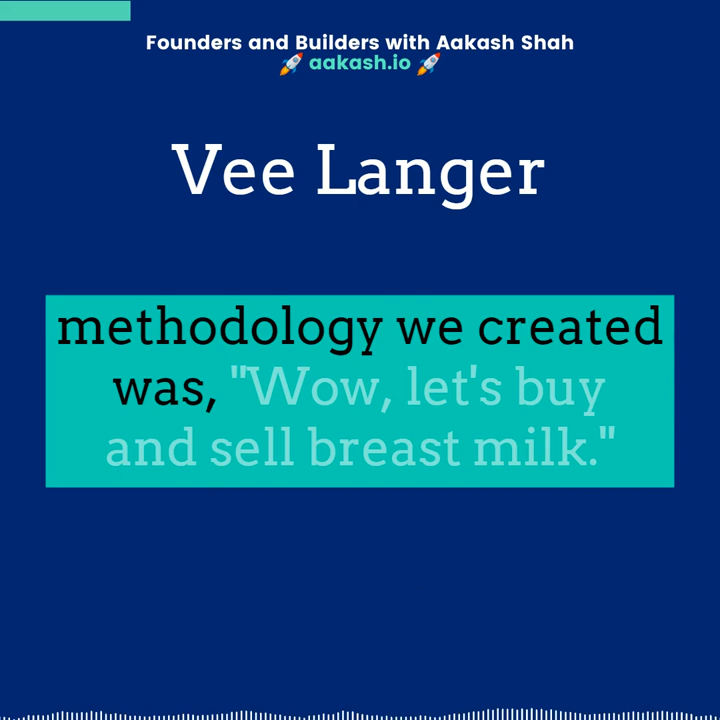 Founders and Builders with Aakash Shah
🚀 aakash.io 🚀
Vee Langer
methodology we created
was, "Wow, let's buy
and sell breast milk."